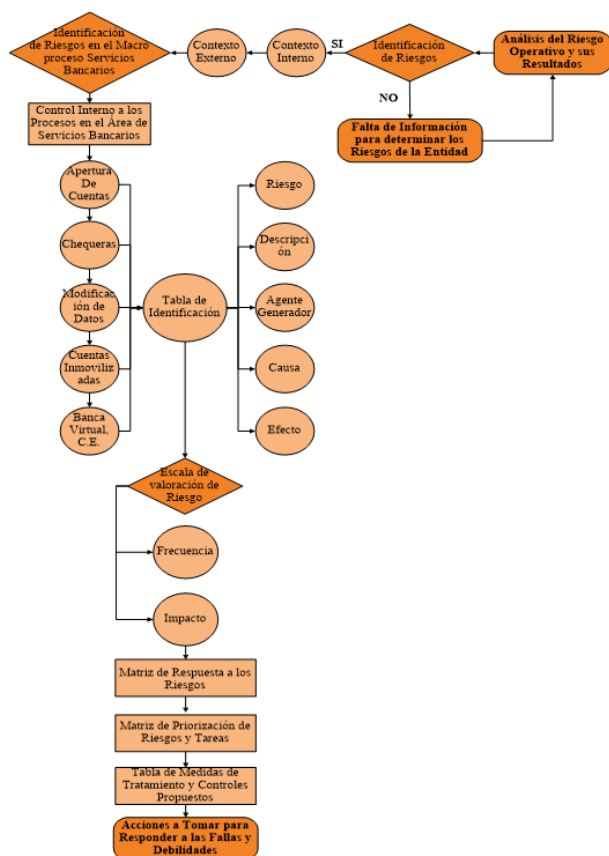 Identificación
de Riesgos en el Macro
proceso Servicios
Bancarios
Contexto
Externo
Contexto
Interno
SI
Identificación
de Riesgos
Análisis del Riesgo
Operativo y sus
Resultados
NO
Falta de Información
para determinar los
Riesgos de la Entidad
Control Interno a los
Procesos en el Área de
Servicios Bancarios
Apertura
De
Cuentas
Chequeras
Modificac
ión de
Datos
Cuentas
Inmoviliz
adas
Banca
Virtual,
C.E.
Tabla de
Identificación
Riesgo
Descripci
ón
Agente
Generador
Causa
Efecto
Escala de
valoración de
Riesgo
Frecuencia
Impacto
Matriz de Respuesta a los
Riesgos
Matriz de Priorización de
Riesgos y Tareas
Tabla de Medidas de
Tratamiento y Controles
Propuestos
Acciones a Tomar para
Responder a las Fallas y
Debilidades